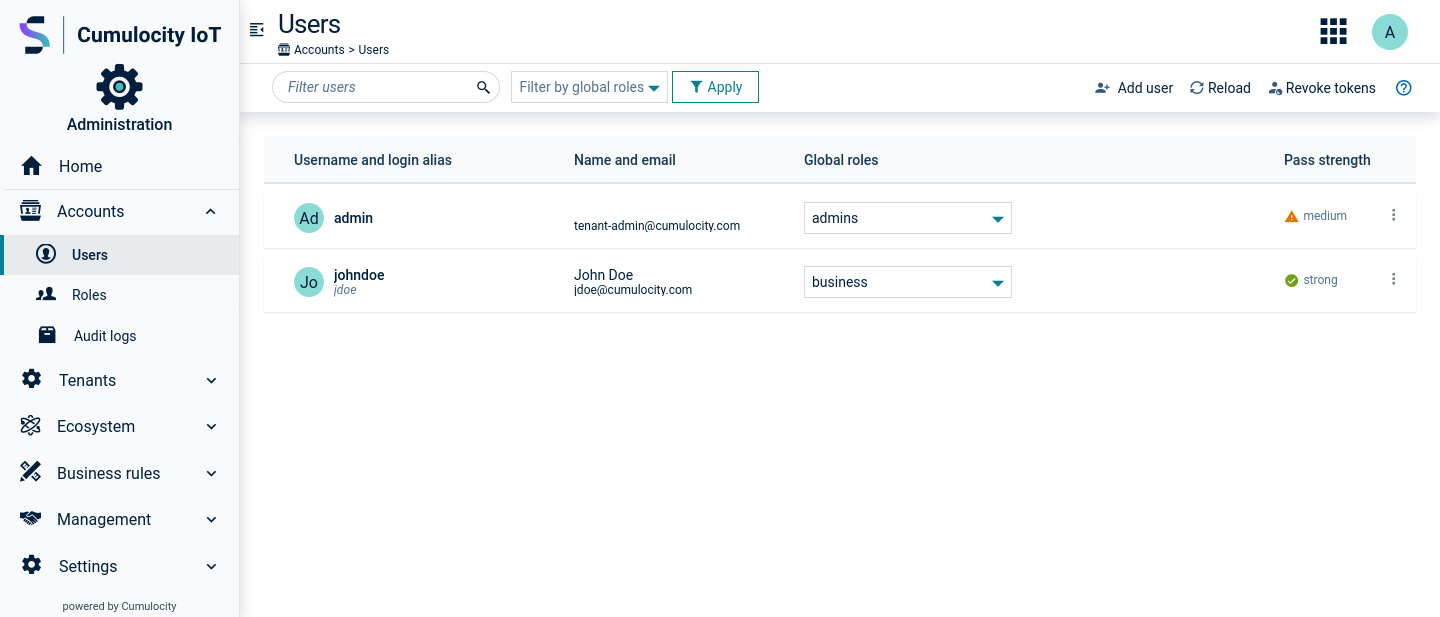 Cumulocity IoT
Administration
Home
Accounts
Users
Roles
Audit logs
Tenants
Ecosystem
Business rules
Management
Settings
powered by Cumulocity
Users
Accounts > Users
A
Filter users
Filter by global roles
Apply
Add user
Reload
Revoke tokens
Username and login alias Name and email Global roles Pass strength
Ad admin tenant-admin@cumulocity.com admins medium
Jo johndoe John Doe business strong
jdoe jdoe@cumulocity.com